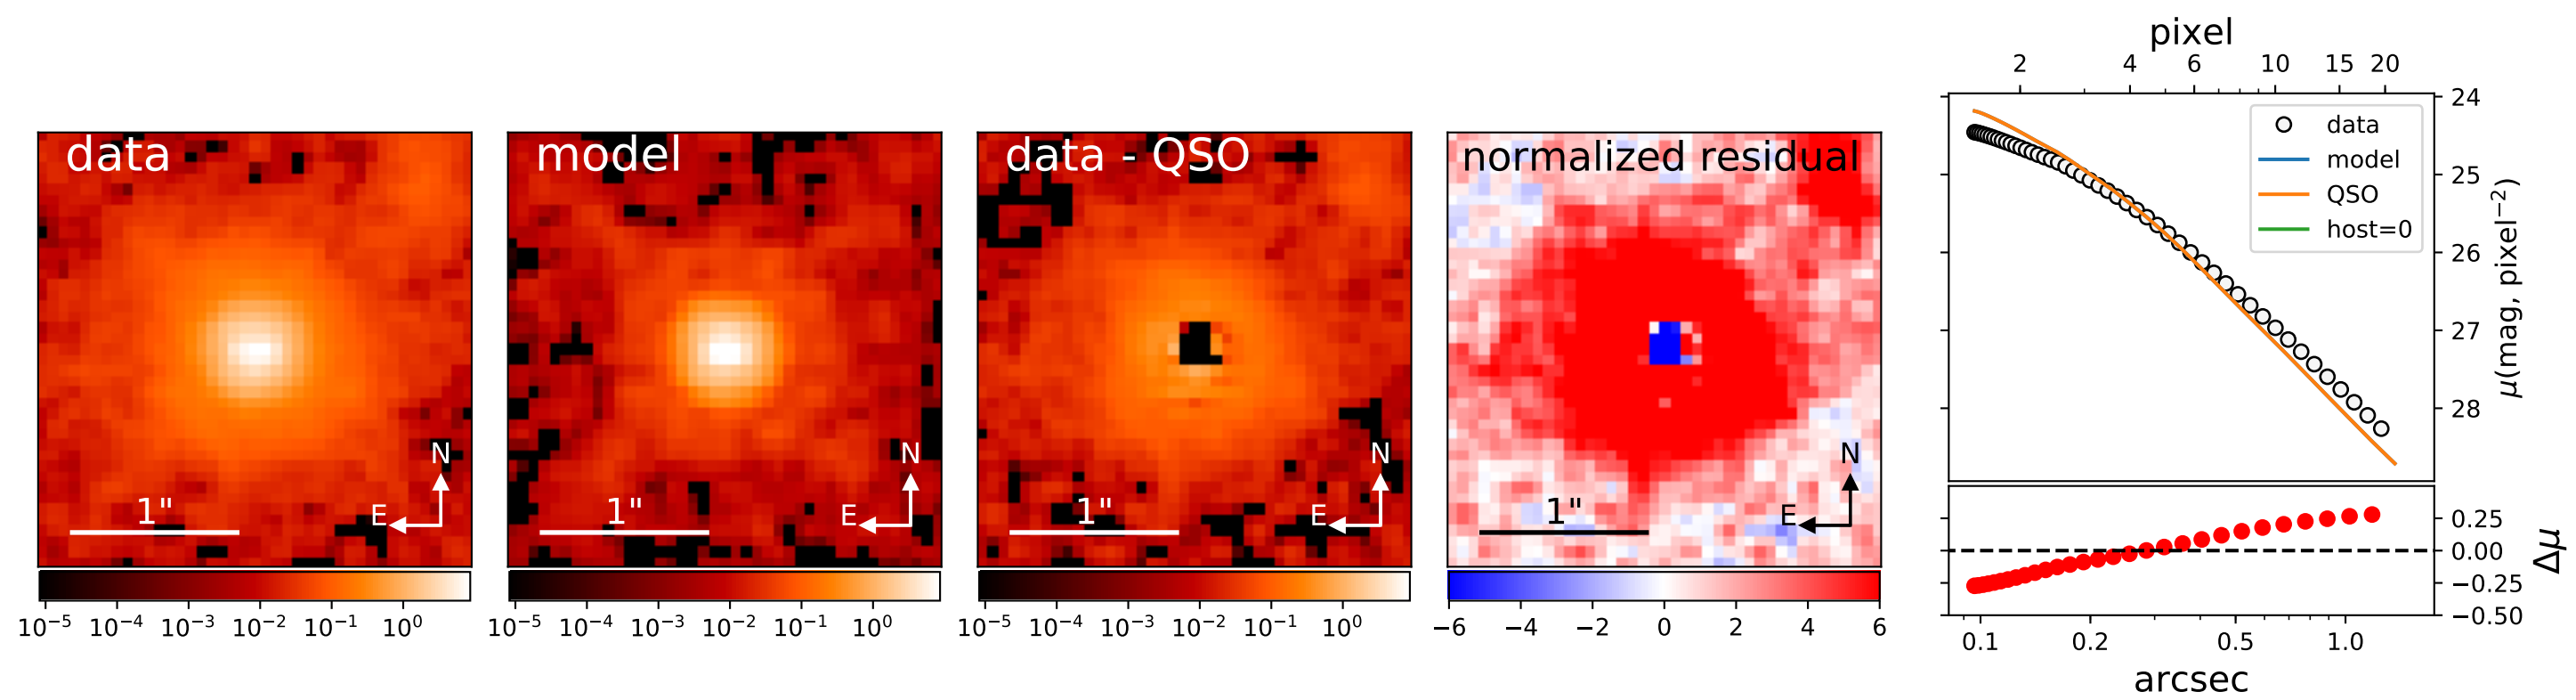 data
N
E
1"
10⁻⁵ 10⁻⁴ 10⁻³ 10⁻² 10⁻¹ 10⁰
model
N
E
1"
10⁻⁵ 10⁻⁴ 10⁻³ 10⁻² 10⁻¹ 10⁰
data - QSO
N
E
1"
10⁻⁵ 10⁻⁴ 10⁻³ 10⁻² 10⁻¹ 10⁰
normalized residual
N
E
1"
−6 −4 −2 0 2 4 6
pixel
2 4 6 10 15 20
data
model
QSO
host=0
24
25
26
27
28
μ(mag, pixel⁻²)
0.25
0.00
−0.25
−0.50
Δμ
0.1 0.2 0.5 1.0
arcsec